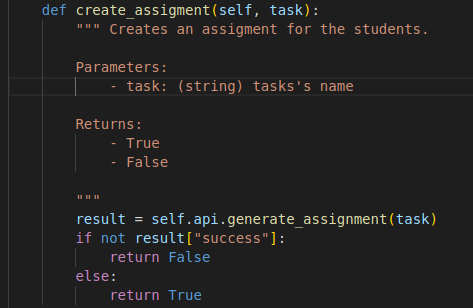 def create_assigment(self, task):
""" Creates an assigment for the students.
Parameters:
- task: (string) tasks's name
Returns:
- True
- False
"""
result = self.api.generate_assignment(task)
if not result["success"]:
return False
else:
return True